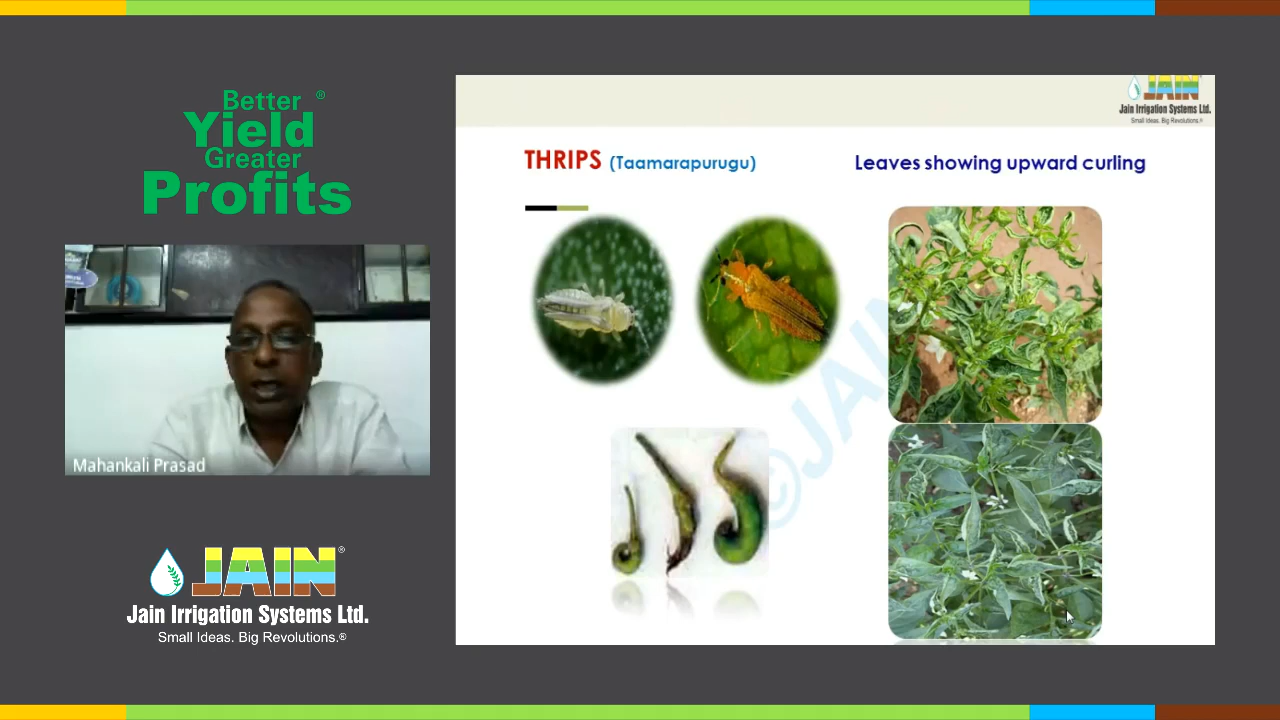 Better ®
Yield
Greater
Profits
Mahankali Prasad
JAIN®
Jain Irrigation Systems Ltd.
Small Ideas. Big Revolutions.®
JAIN
Jain Irrigation Systems Ltd.
Small Ideas. Big Revolutions.®
THRIPS (Taamarapurugu)
Leaves showing upward curling
©JAIN